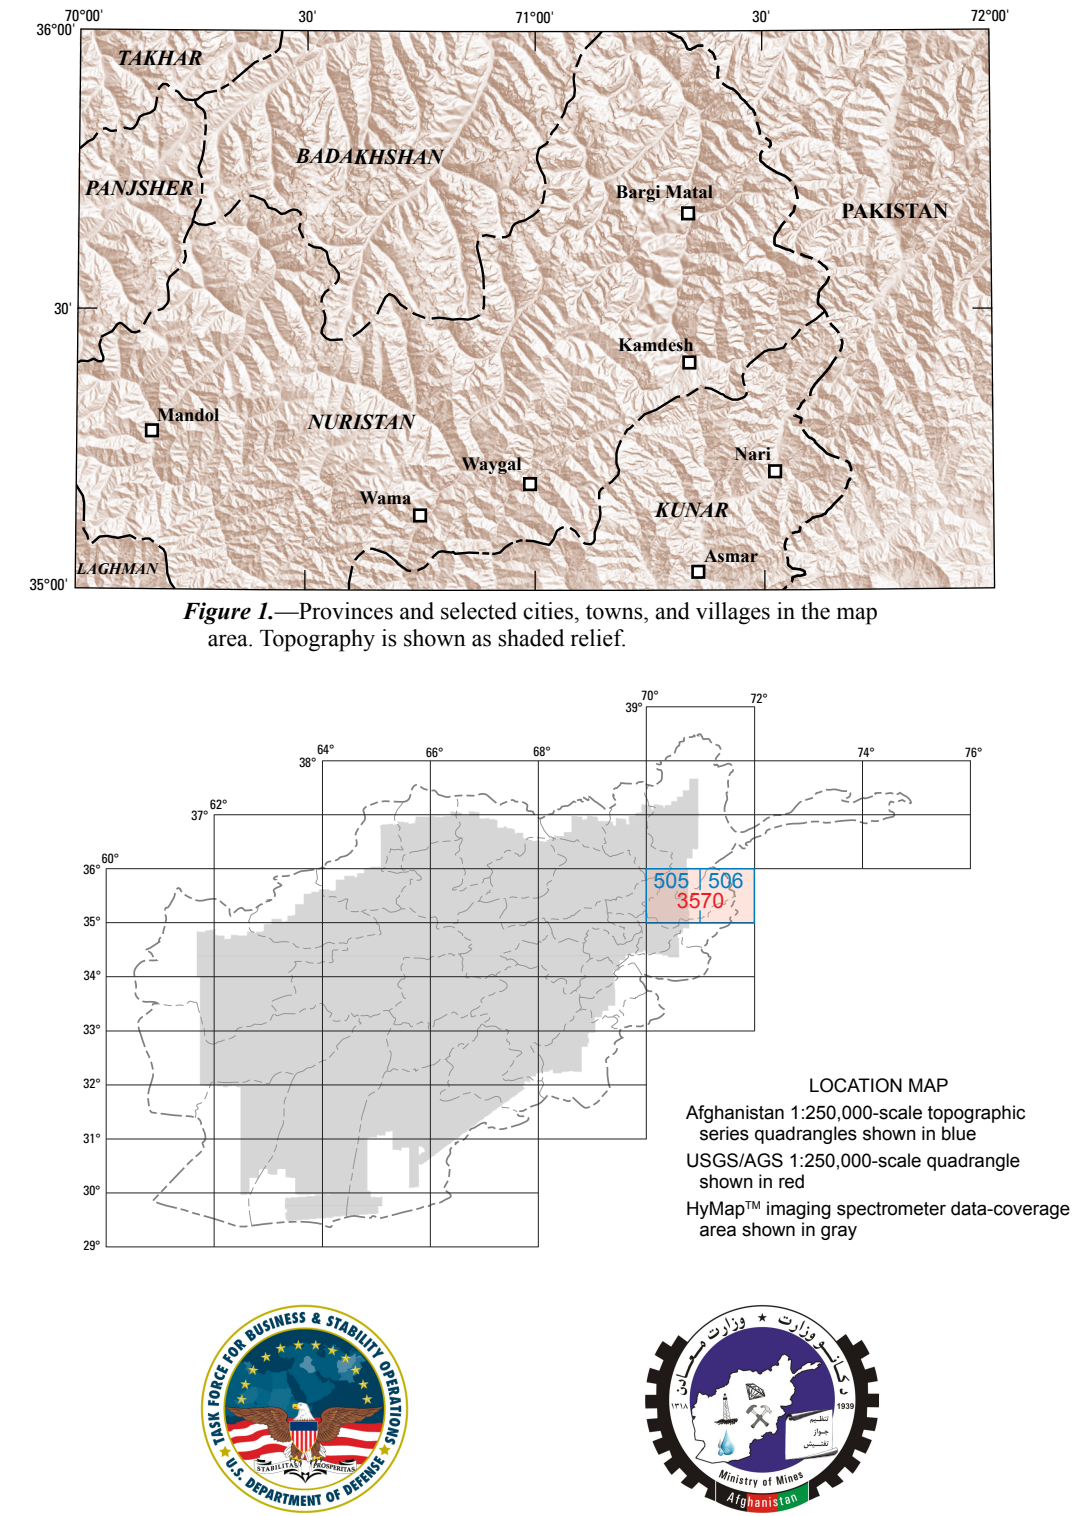 70°00' 30' 71°00' 30' 72°00'
36°00'
TAKHAR
BADAKHSHAN
PANJSHER
Bargi Matal
PAKISTAN
30'
Kamdesh
Mandol
NURISTAN
Nari
Waygal
Wama
KUNAR
Asmar
LAGHMAN
35°00'
Figure 1.—Provinces and selected cities, towns, and villages in the map
area. Topography is shown as shaded relief.
70° 72°
39°
64° 66° 68° 74° 76°
38°
62°
37°
60°
36°
505 506
3570
35°
34°
33°
32°
31°
30°
29°
LOCATION MAP
Afghanistan 1:250,000-scale topographic
series quadrangles shown in blue
USGS/AGS 1:250,000-scale quadrangle
shown in red
HyMap™ imaging spectrometer data-coverage
area shown in gray
TASK FORCE FOR BUSINESS & STABILITY OPERATIONS
STABILITAS PROSPERITAS
U.S. DEPARTMENT OF DEFENSE
وزارت معادن
د کانو وزارت
۱۳۱۸
1939
تنظیم
جواز
تفتیش
Ministry of Mines
Afghanistan